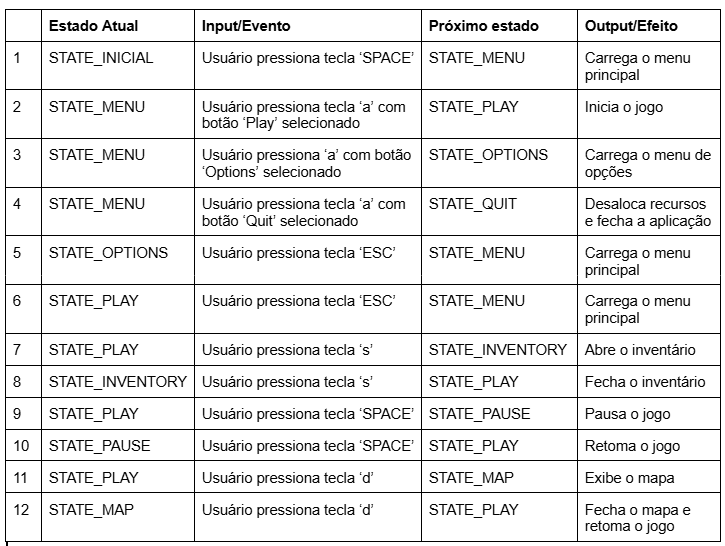 Estado Atual Input/Evento Próximo estado Output/Efeito
1 STATE_INICIAL Usuário pressiona tecla ‘SPACE’ STATE_MENU Carrega o menu
principal
2 STATE_MENU Usuário pressiona tecla ‘a’ com STATE_PLAY Inicia o jogo
botão ‘Play’ selecionado
3 STATE_MENU Usuário pressiona ‘a’ com botão STATE_OPTIONS Carrega o menu de
‘Options’ selecionado opções
4 STATE_MENU Usuário pressiona tecla ‘a’ com STATE_QUIT Desaloca recursos
botão ‘Quit’ selecionado e fecha a aplicação
5 STATE_OPTIONS Usuário pressiona tecla ‘ESC’ STATE_MENU Carrega o menu
principal
6 STATE_PLAY Usuário pressiona tecla ‘ESC’ STATE_MENU Carrega o menu
principal
7 STATE_PLAY Usuário pressiona tecla ‘s’ STATE_INVENTORY Abre o inventário
8 STATE_INVENTORY Usuário pressiona tecla ‘s’ STATE_PLAY Fecha o inventário
9 STATE_PLAY Usuário pressiona tecla ‘SPACE’ STATE_PAUSE Pausa o jogo
10 STATE_PAUSE Usuário pressiona tecla ‘SPACE’ STATE_PLAY Retoma o jogo
11 STATE_PLAY Usuário pressiona tecla ‘d’ STATE_MAP Exibe o mapa
12 STATE_MAP Usuário pressiona tecla ‘d’ STATE_PLAY Fecha o mapa e
retoma o jogo